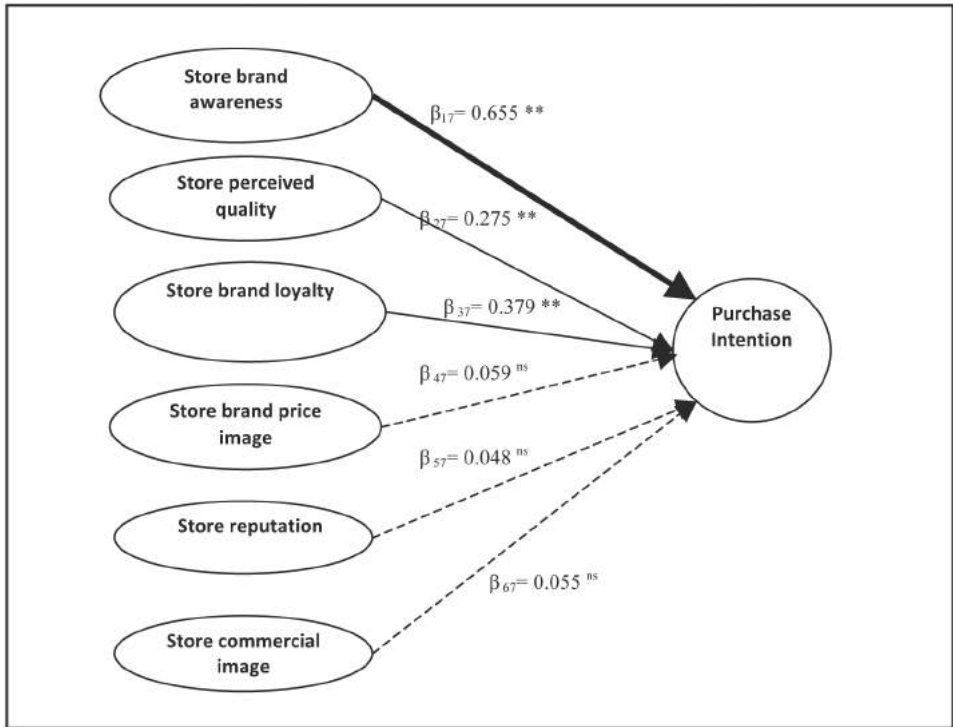 Store brand
awareness
β17= 0.655 **
Store perceived
quality
β27= 0.275 **
Store brand loyalty
β37= 0.379 **
Purchase
Intention
β47= 0.059 ns
Store brand price
image
β57= 0.048 ns
Store reputation
β67= 0.055 ns
Store commercial
image